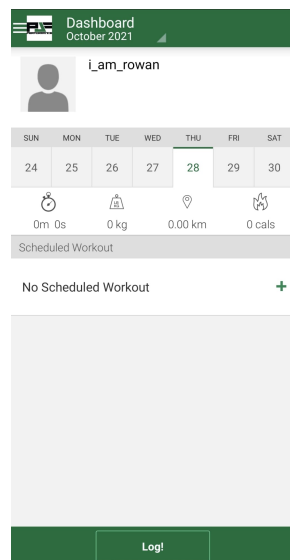 Dashboard
October 2021
i_am_rowan
SUN MON TUE WED THU FRI SAT
24 25 26 27 28 29 30
0m 0s 0 kg 0.00 km 0 cals
Scheduled Workout
No Scheduled Workout +
Log!